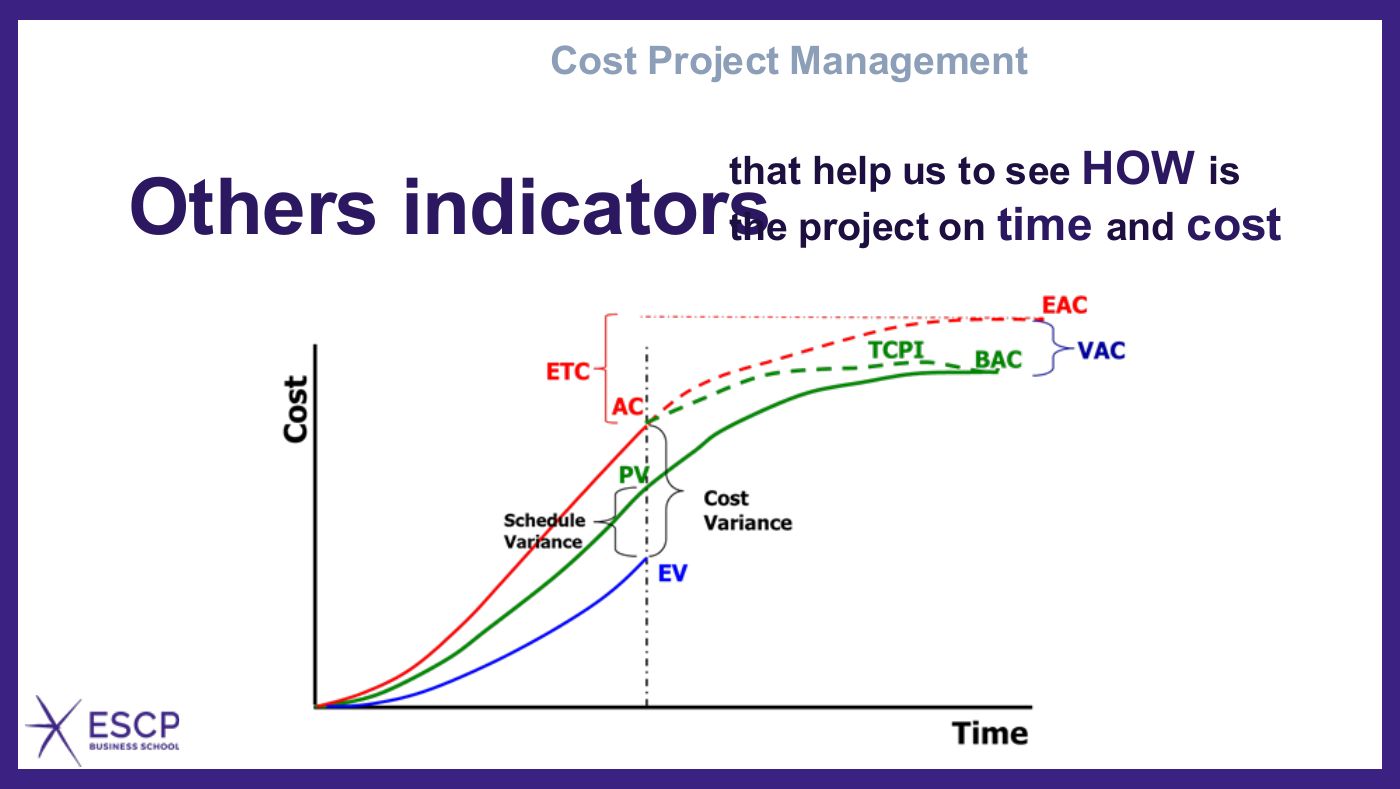 Cost Project Management
Others indicators
that help us to see HOW is
the project on time and cost
EAC
TCPI
BAC
VAC
ETC
AC
Cost
PV
Cost
Variance
Schedule
Variance
EV
Time
ESCP
BUSINESS SCHOOL